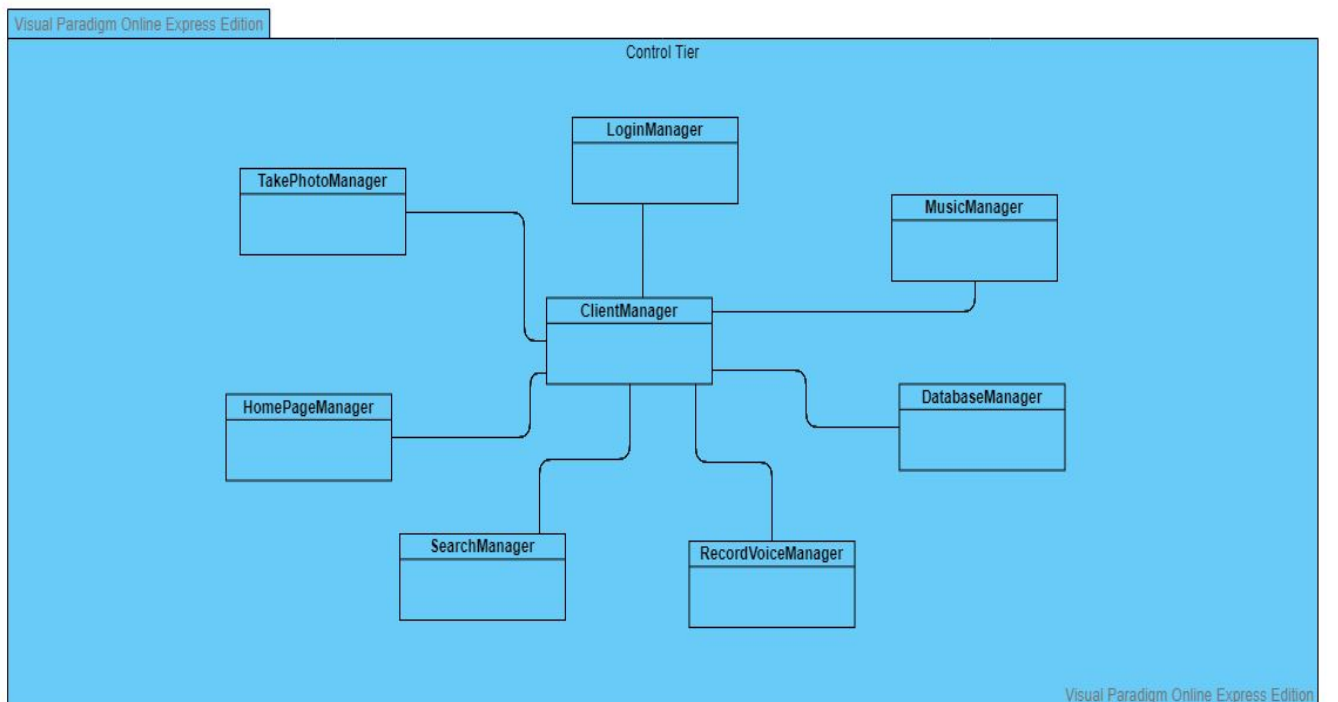 Visual Paradigm Online Express Edition
Control Tier
LoginManager
TakePhotoManager
MusicManager
ClientManager
DatabaseManager
HomePageManager
SearchManager
RecordVoiceManager
Visual Paradigm Online Express Edition